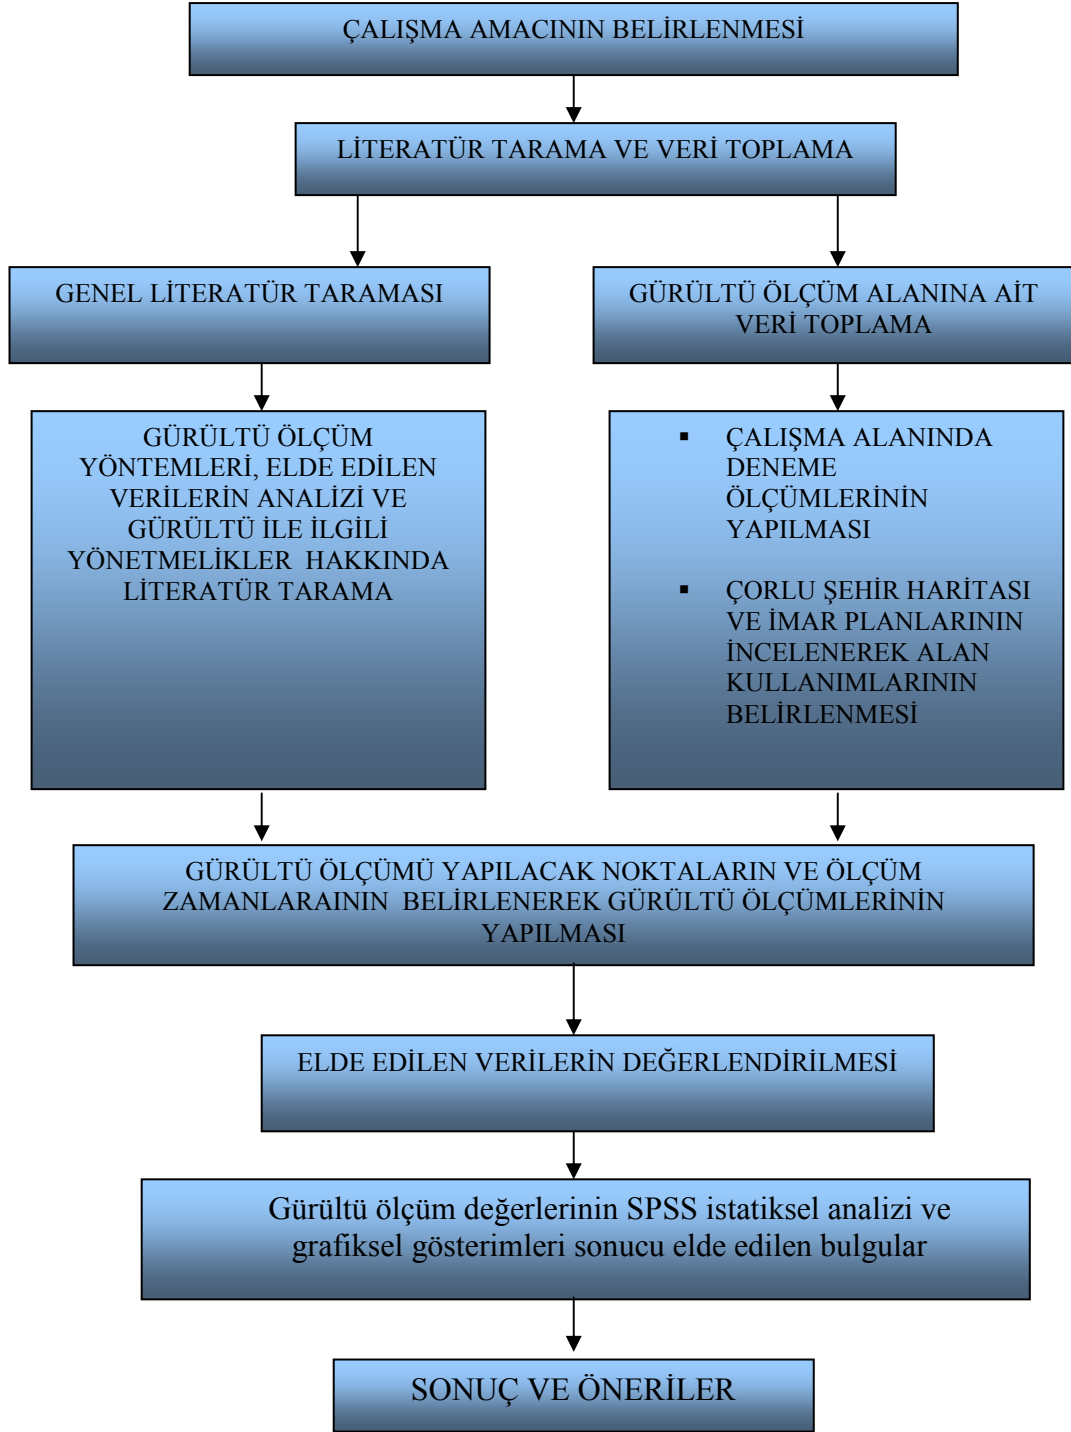 ÇALIŞMA AMACININ BELİRLENMESİ
LİTERATÜR TARAMA VE VERİ TOPLAMA
GENEL LİTERATÜR TARAMASI
GÜRÜLTÜ ÖLÇÜM ALANINA AİT
VERİ TOPLAMA
GÜRÜLTÜ ÖLÇÜM
YÖNTEMLERİ, ELDE EDİLEN
VERİLERİN ANALİZİ VE
GÜRÜLTÜ İLE İLGİLİ
YÖNETMELİKLER HAKKINDA
LİTERATÜR TARAMA
▪ ÇALIŞMA ALANINDA
DENEME
ÖLÇÜMLERİNİN
YAPILMASI
▪ ÇORLU ŞEHİR HARİTASI
VE İMAR PLANLARININ
İNCELENEREK ALAN
KULLANIMLARININ
BELİRLENMESİ
GÜRÜLTÜ ÖLÇÜMÜ YAPILACAK NOKTALARIN VE ÖLÇÜM
ZAMANLARAININ BELİRLENEREK GÜRÜLTÜ ÖLÇÜMLERİNİN
YAPILMASI
ELDE EDİLEN VERİLERİN DEĞERLENDİRİLMESİ
Gürültü ölçüm değerlerinin SPSS istatiksel analizi ve
grafiksel gösterimleri sonucu elde edilen bulgular
SONUÇ VE ÖNERİLER